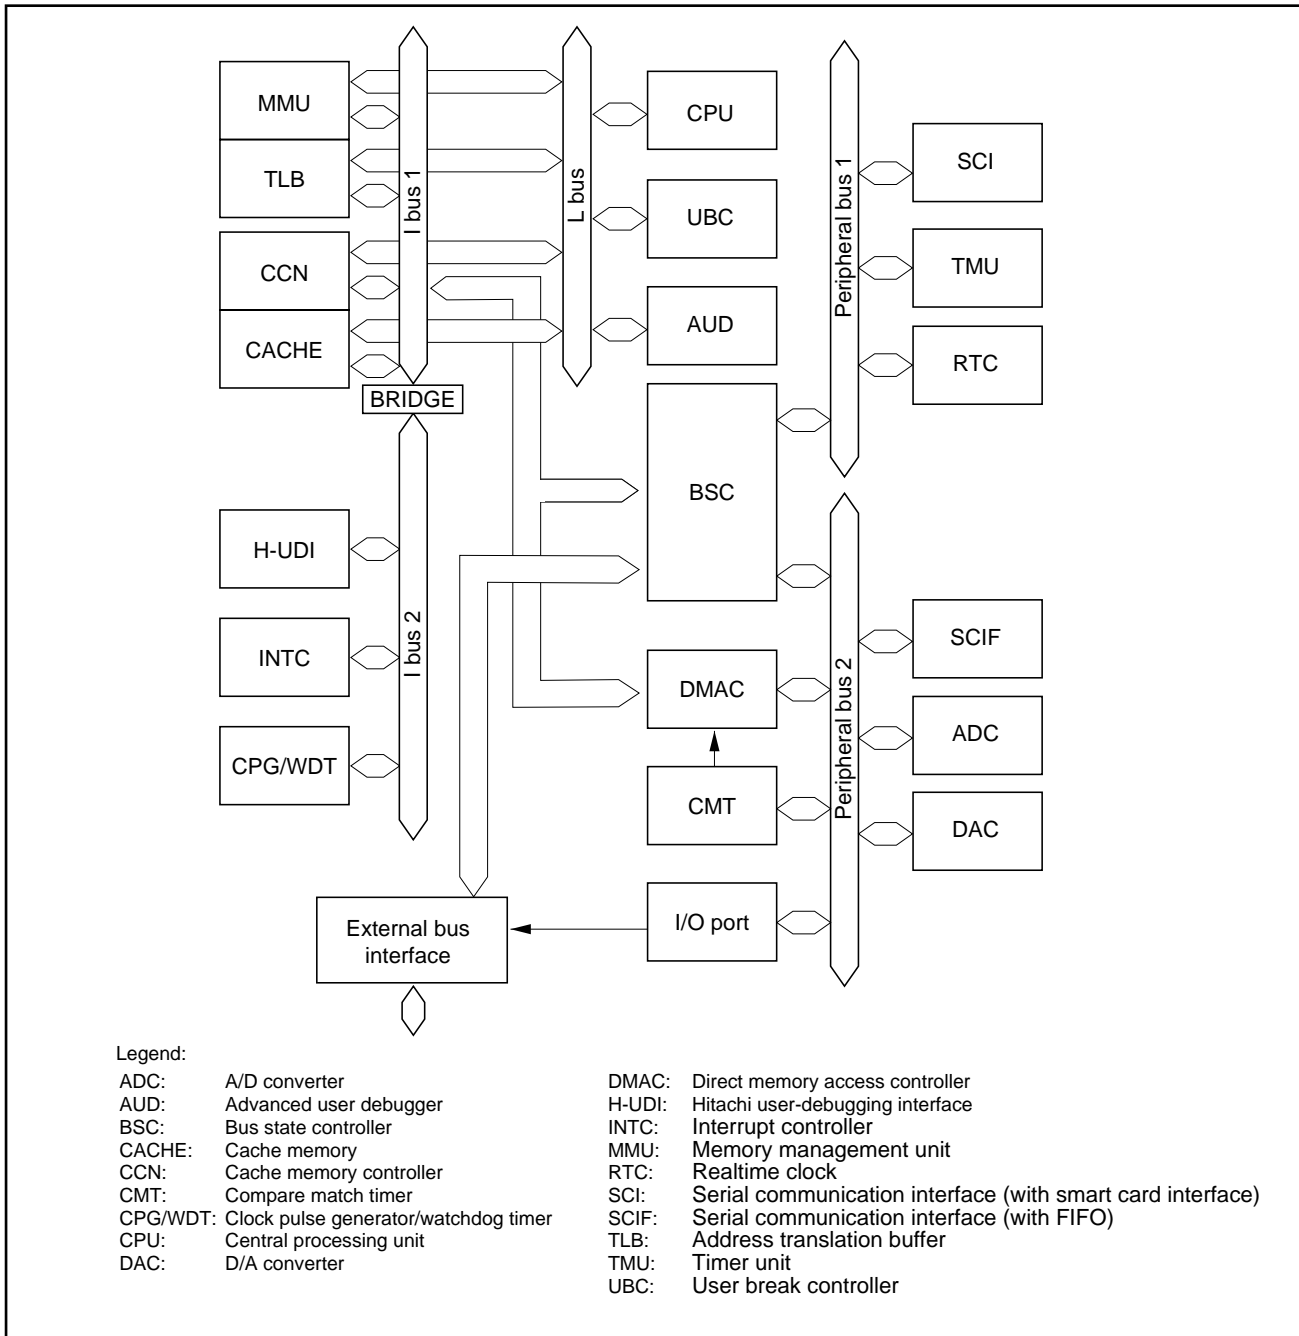 MMU
TLB
CCN
CACHE
I bus 1
L bus
CPU
UBC
AUD
Peripheral bus 1
SCI
TMU
RTC
BRIDGE
BSC
H-UDI
INTC
CPG/WDT
I bus 2
DMAC
CMT
I/O port
Peripheral bus 2
SCIF
ADC
DAC
External bus
interface
Legend:
ADC: A/D converter
AUD: Advanced user debugger
BSC: Bus state controller
CACHE: Cache memory
CCN: Cache memory controller
CMT: Compare match timer
CPG/WDT: Clock pulse generator/watchdog timer
CPU: Central processing unit
DAC: D/A converter
DMAC: Direct memory access controller
H-UDI: Hitachi user-debugging interface
INTC: Interrupt controller
MMU: Memory management unit
RTC: Realtime clock
SCI: Serial communication interface (with smart card interface)
SCIF: Serial communication interface (with FIFO)
TLB: Address translation buffer
TMU: Timer unit
UBC: User break controller